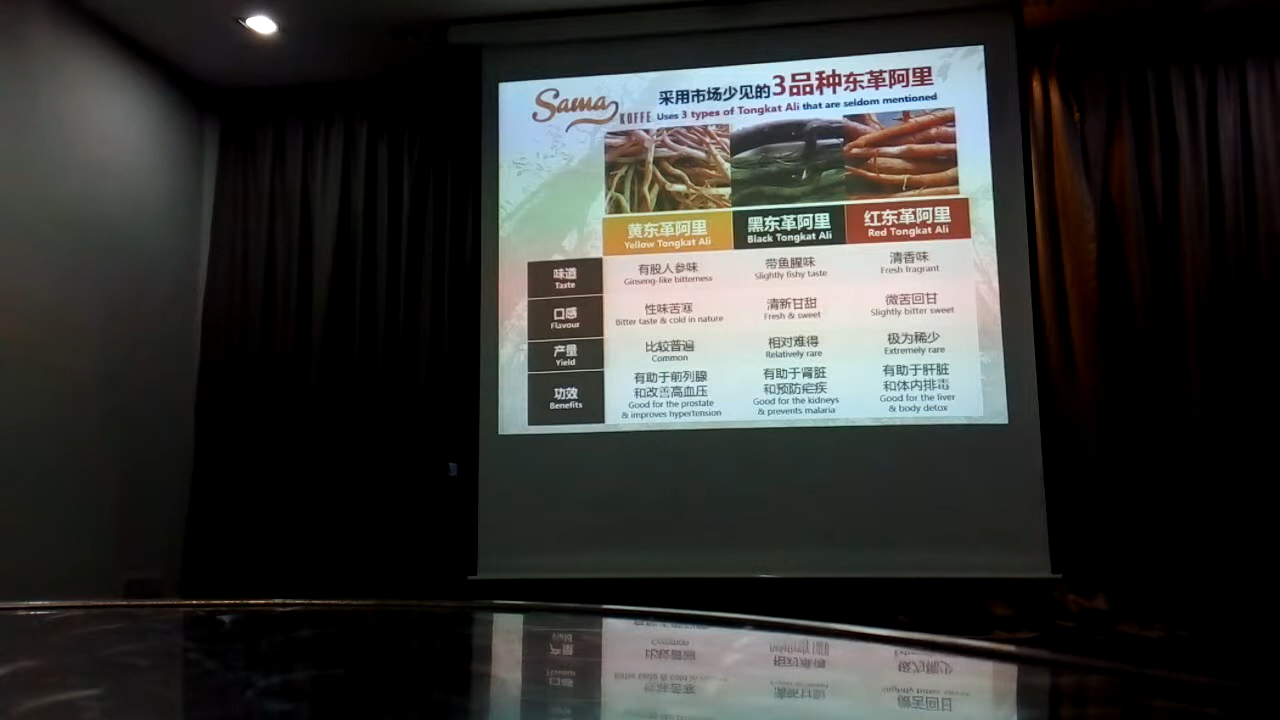 Sama
KOFFE
采用市场少见的3品种东革阿里
Uses 3 types of Tongkat Ali that are seldom mentioned
黄东革阿里
Yellow Tongkat Ali
黑东革阿里
Black Tongkat Ali
红东革阿里
Red Tongkat Ali
味道
Taste
有股人参味
Ginseng-like bitterness
带鱼腥味
Slightly fishy taste
清香味
Fresh fragrant
口感
Flavour
性味苦寒
Bitter taste & cold in nature
清新甘甜
Fresh & sweet
微苦回甘
Slightly bitter sweet
产量
Yield
比较普遍
Common
相对难得
Relatively rare
极为稀少
Extremely rare
功效
Benefits
有助于前列腺
和改善高血压
Good for the prostate
& improves hypertension
有助于肾脏
和预防疟疾
Good for the kidneys
& prevents malaria
有助于肝脏
和体内排毒
Good for the liver
& body detox